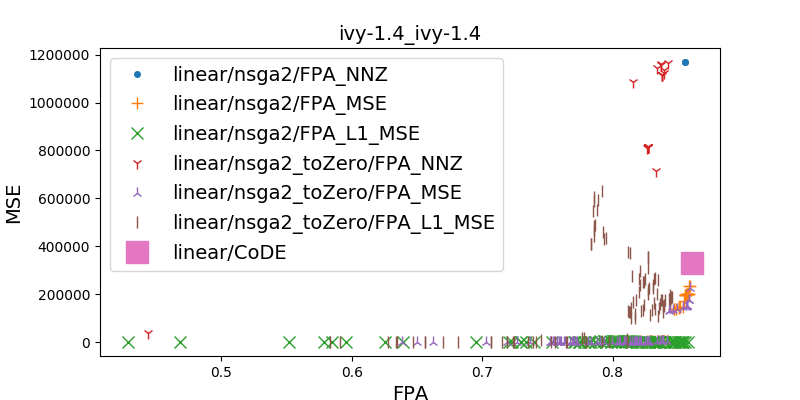 ivy-1.4_ivy-1.4
MSE
1200000
1000000
800000
600000
400000
200000
0
linear/nsga2/FPA_NNZ
linear/nsga2/FPA_MSE
linear/nsga2/FPA_L1_MSE
linear/nsga2_toZero/FPA_NNZ
linear/nsga2_toZero/FPA_MSE
linear/nsga2_toZero/FPA_L1_MSE
linear/CoDE
0.5 0.6 0.7 0.8
FPA